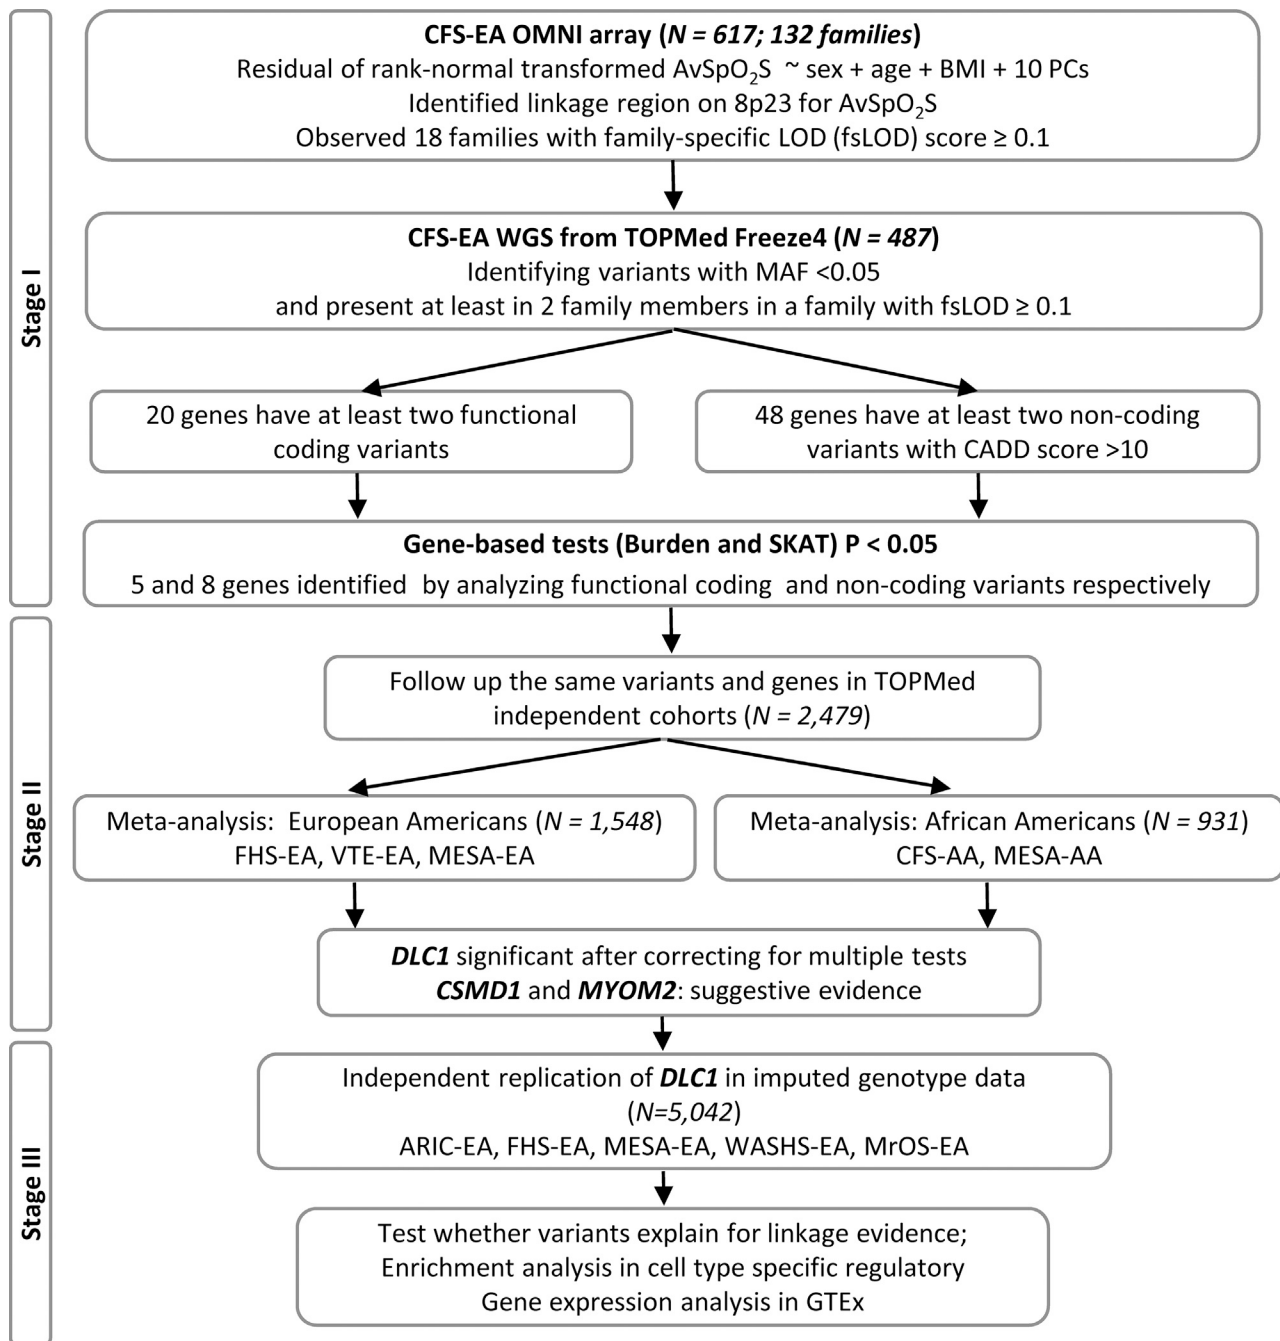 Stage I
CFS-EA OMNI array (N = 617; 132 families)
Residual of rank-normal transformed AvSpO₂S ~ sex + age + BMI + 10 PCs
Identified linkage region on 8p23 for AvSpO₂S
Observed 18 families with family-specific LOD (fsLOD) score ≥ 0.1
CFS-EA WGS from TOPMed Freeze4 (N = 487)
Identifying variants with MAF <0.05
and present at least in 2 family members in a family with fsLOD ≥ 0.1
20 genes have at least two functional
coding variants
48 genes have at least two non-coding
variants with CADD score >10
Gene-based tests (Burden and SKAT) P < 0.05
5 and 8 genes identified by analyzing functional coding and non-coding variants respectively
Stage II
Follow up the same variants and genes in TOPMed
independent cohorts (N = 2,479)
Meta-analysis: European Americans (N = 1,548)
FHS-EA, VTE-EA, MESA-EA
Meta-analysis: African Americans (N = 931)
CFS-AA, MESA-AA
DLC1 significant after correcting for multiple tests
CSMD1 and MYOM2: suggestive evidence
Stage III
Independent replication of DLC1 in imputed genotype data
(N=5,042)
ARIC-EA, FHS-EA, MESA-EA, WASHS-EA, MrOS-EA
Test whether variants explain for linkage evidence;
Enrichment analysis in cell type specific regulatory
Gene expression analysis in GTEx